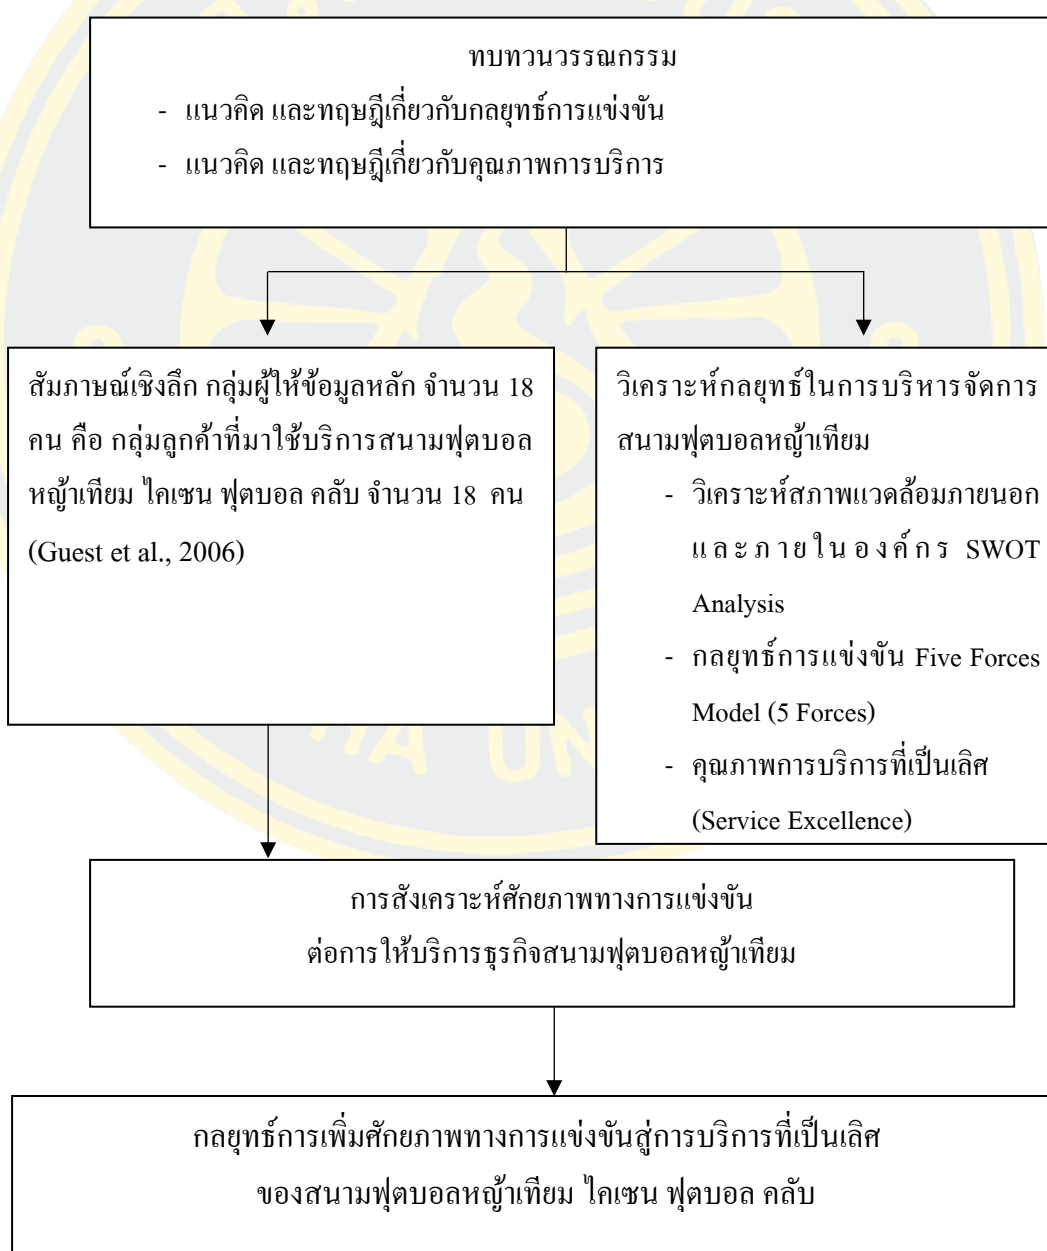 ทบทวนวรรณกรรม
- แนวคิด และทฤษฎีเกี่ยวกับกลยุทธ์การแข่งขัน
- แนวคิด และทฤษฎีเกี่ยวกับคุณภาพการบริการ
สัมภาษณ์เชิงลึก กลุ่มผู้ให้ข้อมูลหลัก จำนวน 18
คน คือ กลุ่มลูกค้าที่มาใช้บริการสนามฟุตบอล
หญ้าเทียม ไคเซน ฟุตบอล คลับ จำนวน 18 คน
(Guest et al., 2006)
วิเคราะห์กลยุทธ์ในการบริหารจัดการ
สนามฟุตบอลหญ้าเทียม
- วิเคราะห์สภาพแวดล้อมภายนอก
และภายในองค์กร SWOT
Analysis
- กลยุทธ์การแข่งขัน Five Forces
Model (5 Forces)
- คุณภาพการบริการที่เป็นเลิศ
(Service Excellence)
การสังเคราะห์ศักยภาพทางการแข่งขัน
ต่อการให้บริการธุรกิจสนามฟุตบอลหญ้าเทียม
กลยุทธ์การเพิ่มศักยภาพทางการแข่งขันสู่การบริการที่เป็นเลิศ
ของสนามฟุตบอลหญ้าเทียม ไคเซน ฟุตบอล คลับ